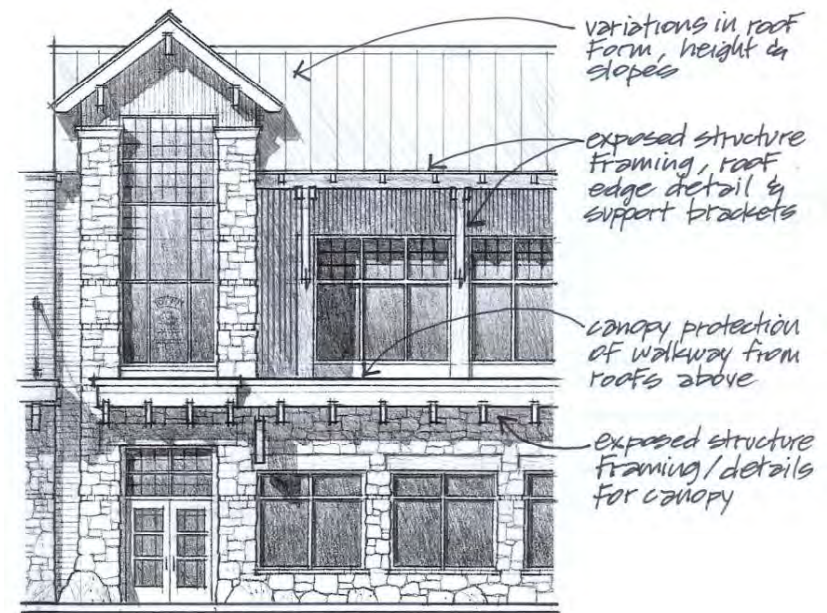 variations in roof
form, height &
slopes
exposed structure
framing, roof
edge detail &
support brackets
canopy protection
of walkway from
roofs above
exposed structure
framing/details
for canopy